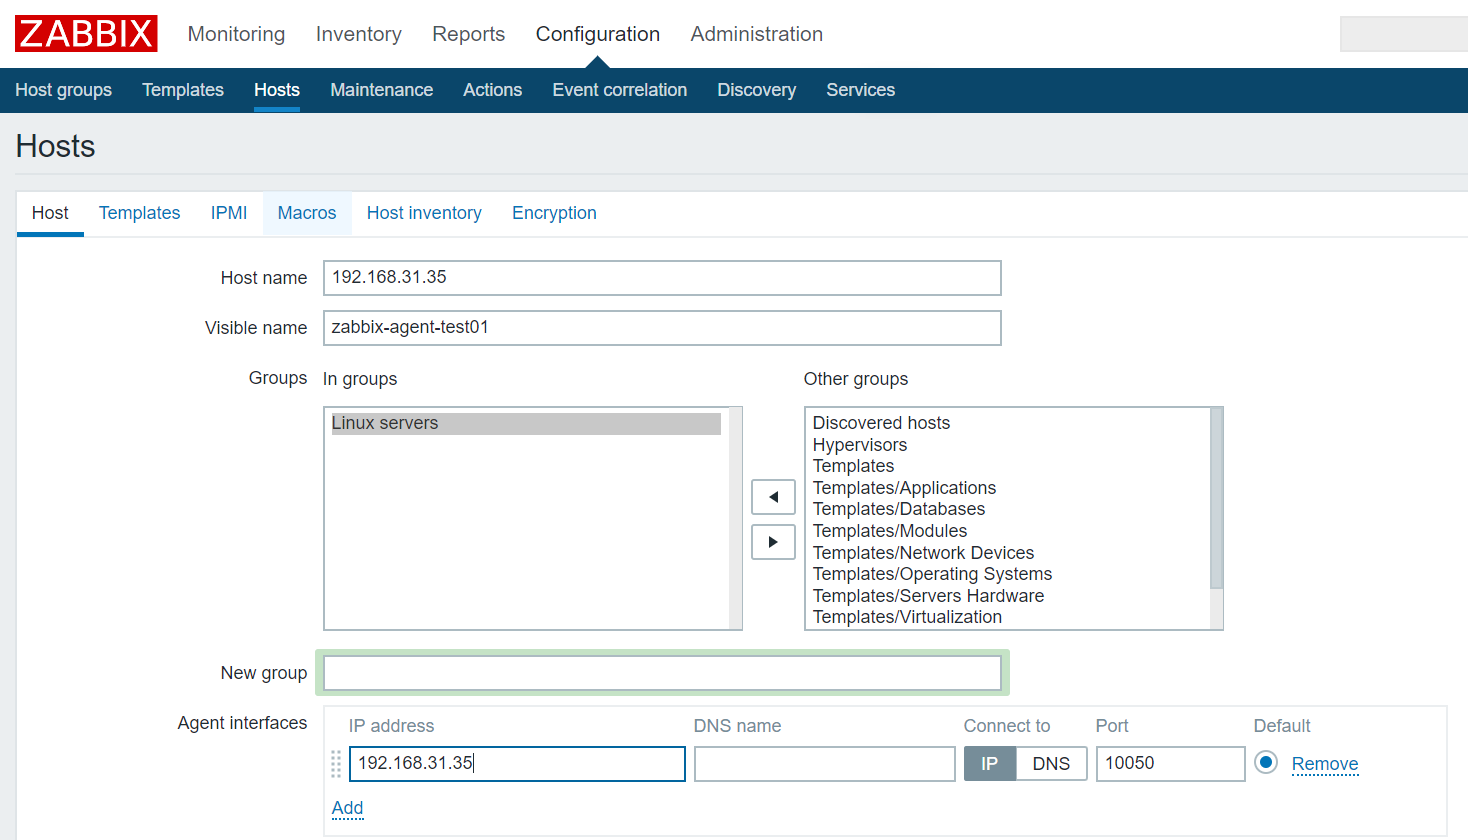 ZABBIX Monitoring Inventory Reports Configuration Administration
Host groups Templates Hosts Maintenance Actions Event correlation Discovery Services
Hosts
Host Templates IPMI Macros Host inventory Encryption
Host name 192.168.31.35
Visible name zabbix-agent-test01
Groups In groups Other groups
Linux servers
Discovered hosts
Hypervisors
Templates
Templates/Applications
Templates/Databases
Templates/Modules
Templates/Network Devices
Templates/Operating Systems
Templates/Servers Hardware
Templates/Virtualization
New group
Agent interfaces IP address DNS name Connect to Port Default
192.168.31.35 IP DNS 10050 Remove
Add